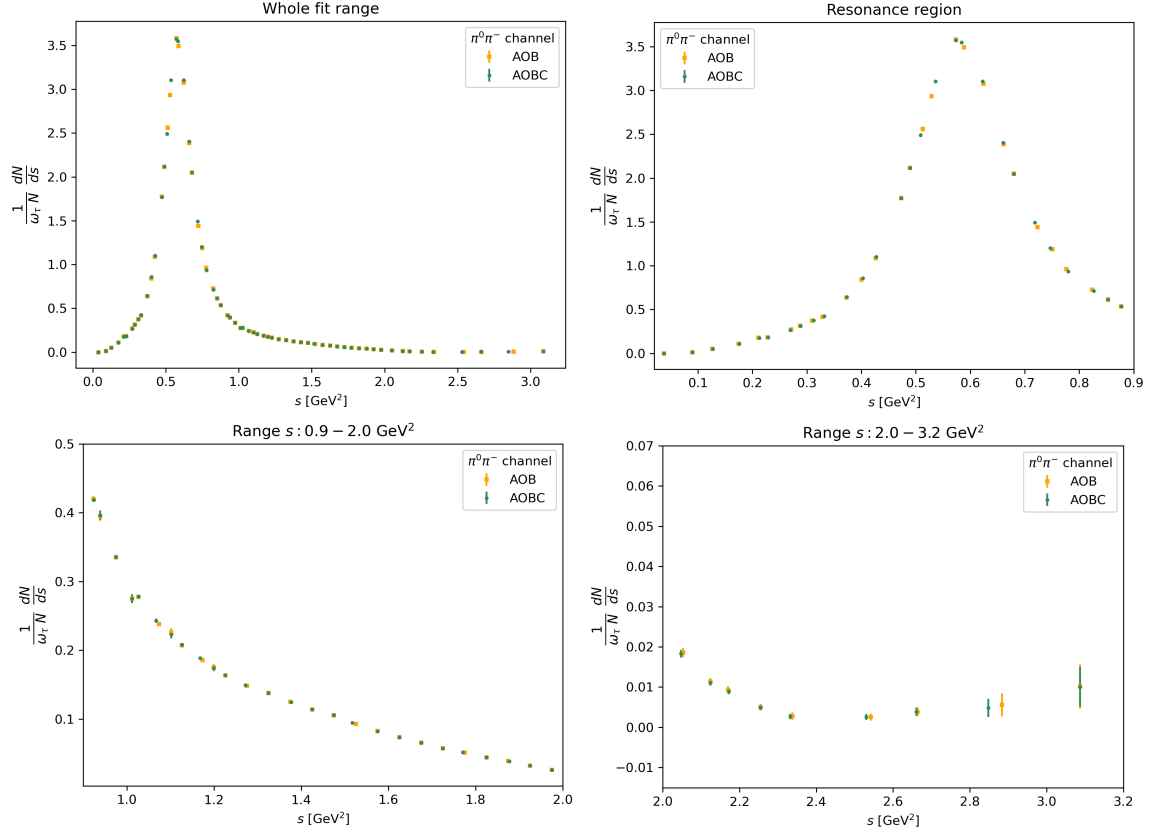 Whole fit range
π⁰π⁻ channel
AOB
AOBC
3.5
3.0
2.5
2.0
1.5
1.0
0.5
0.0
1/ω_τ N dN/ds
0.0 0.5 1.0 1.5 2.0 2.5 3.0
s [GeV²]
Resonance region
π⁰π⁻ channel
AOB
AOBC
3.5
3.0
2.5
2.0
1.5
1.0
0.5
0.0
1/ω_τ N dN/ds
0.1 0.2 0.3 0.4 0.5 0.6 0.7 0.8 0.9
s [GeV²]
Range s: 0.9 − 2.0 GeV²
π⁰π⁻ channel
AOB
AOBC
0.5
0.4
0.3
0.2
0.1
1/ω_τ N dN/ds
1.0 1.2 1.4 1.6 1.8 2.0
s [GeV²]
Range s: 2.0 − 3.2 GeV²
π⁰π⁻ channel
AOB
AOBC
0.07
0.06
0.05
0.04
0.03
0.02
0.01
0.00
−0.01
1/ω_τ N dN/ds
2.0 2.2 2.4 2.6 2.8 3.0 3.2
s [GeV²]